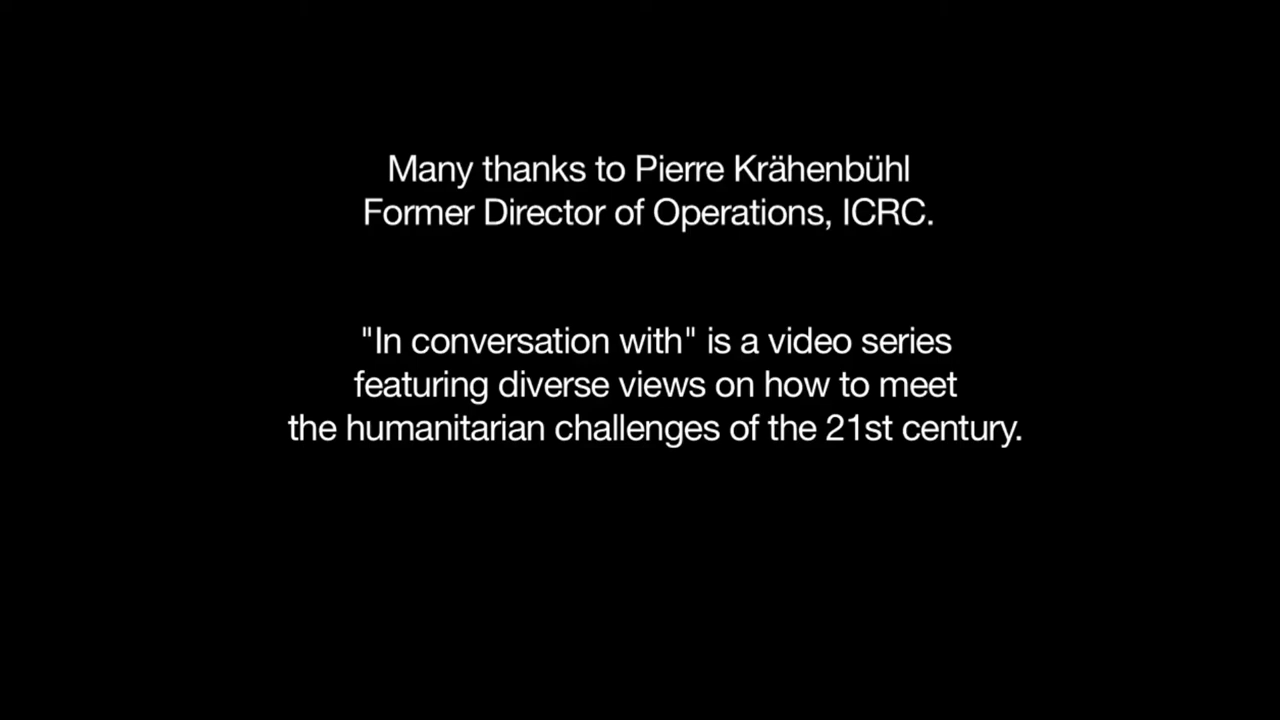 Many thanks to Pierre Krähenbühl
Former Director of Operations, ICRC.
"In conversation with" is a video series
featuring diverse views on how to meet
the humanitarian challenges of the 21st century.